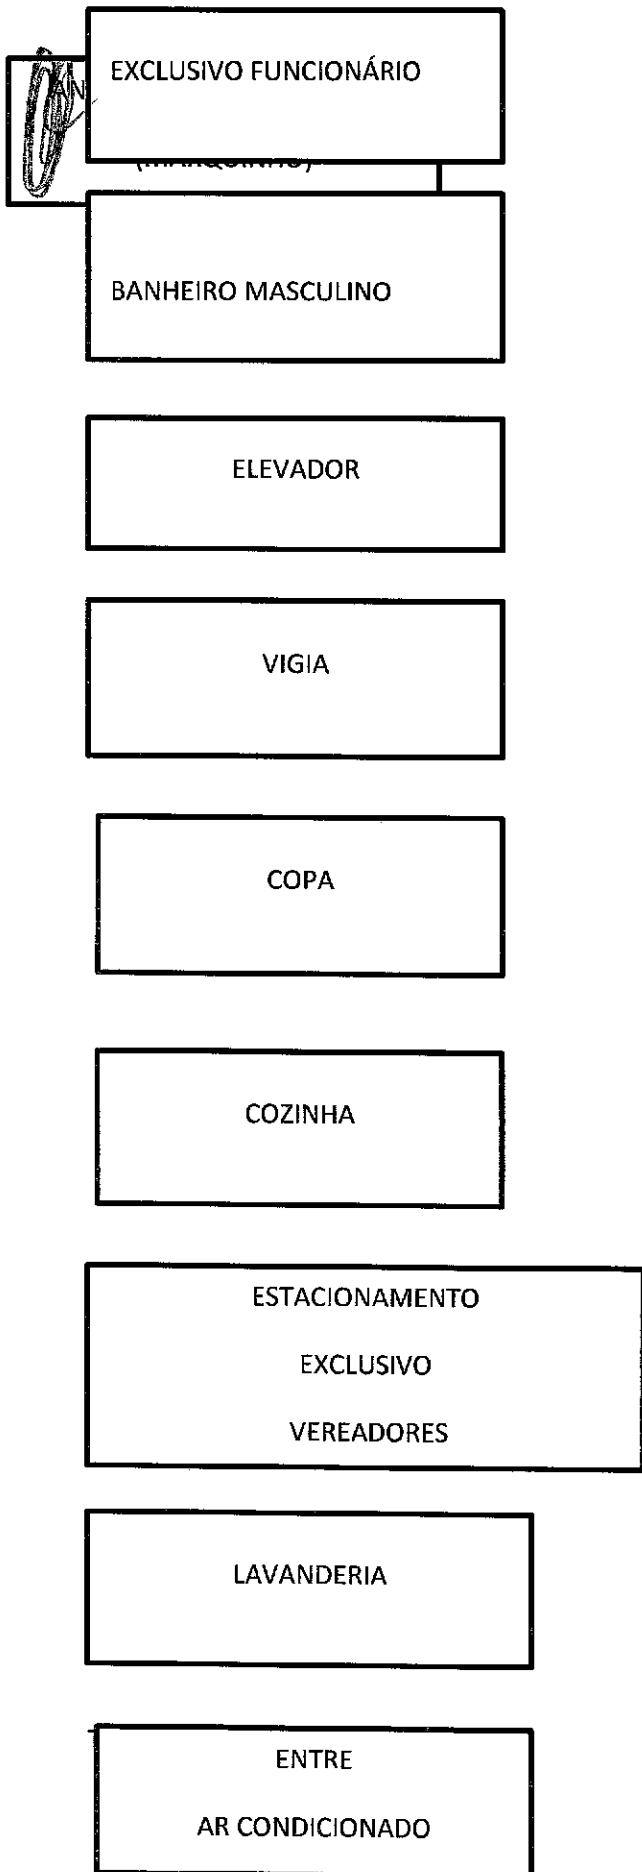 EXCLUSIVO FUNCIONÁRIO
BANHEIRO MASCULINO
ELEVADOR
VIGIA
COPA
COZINHA
ESTACIONAMENTO
EXCLUSIVO
VEREADORES
LAVANDERIA
ENTRE
AR CONDICIONADO